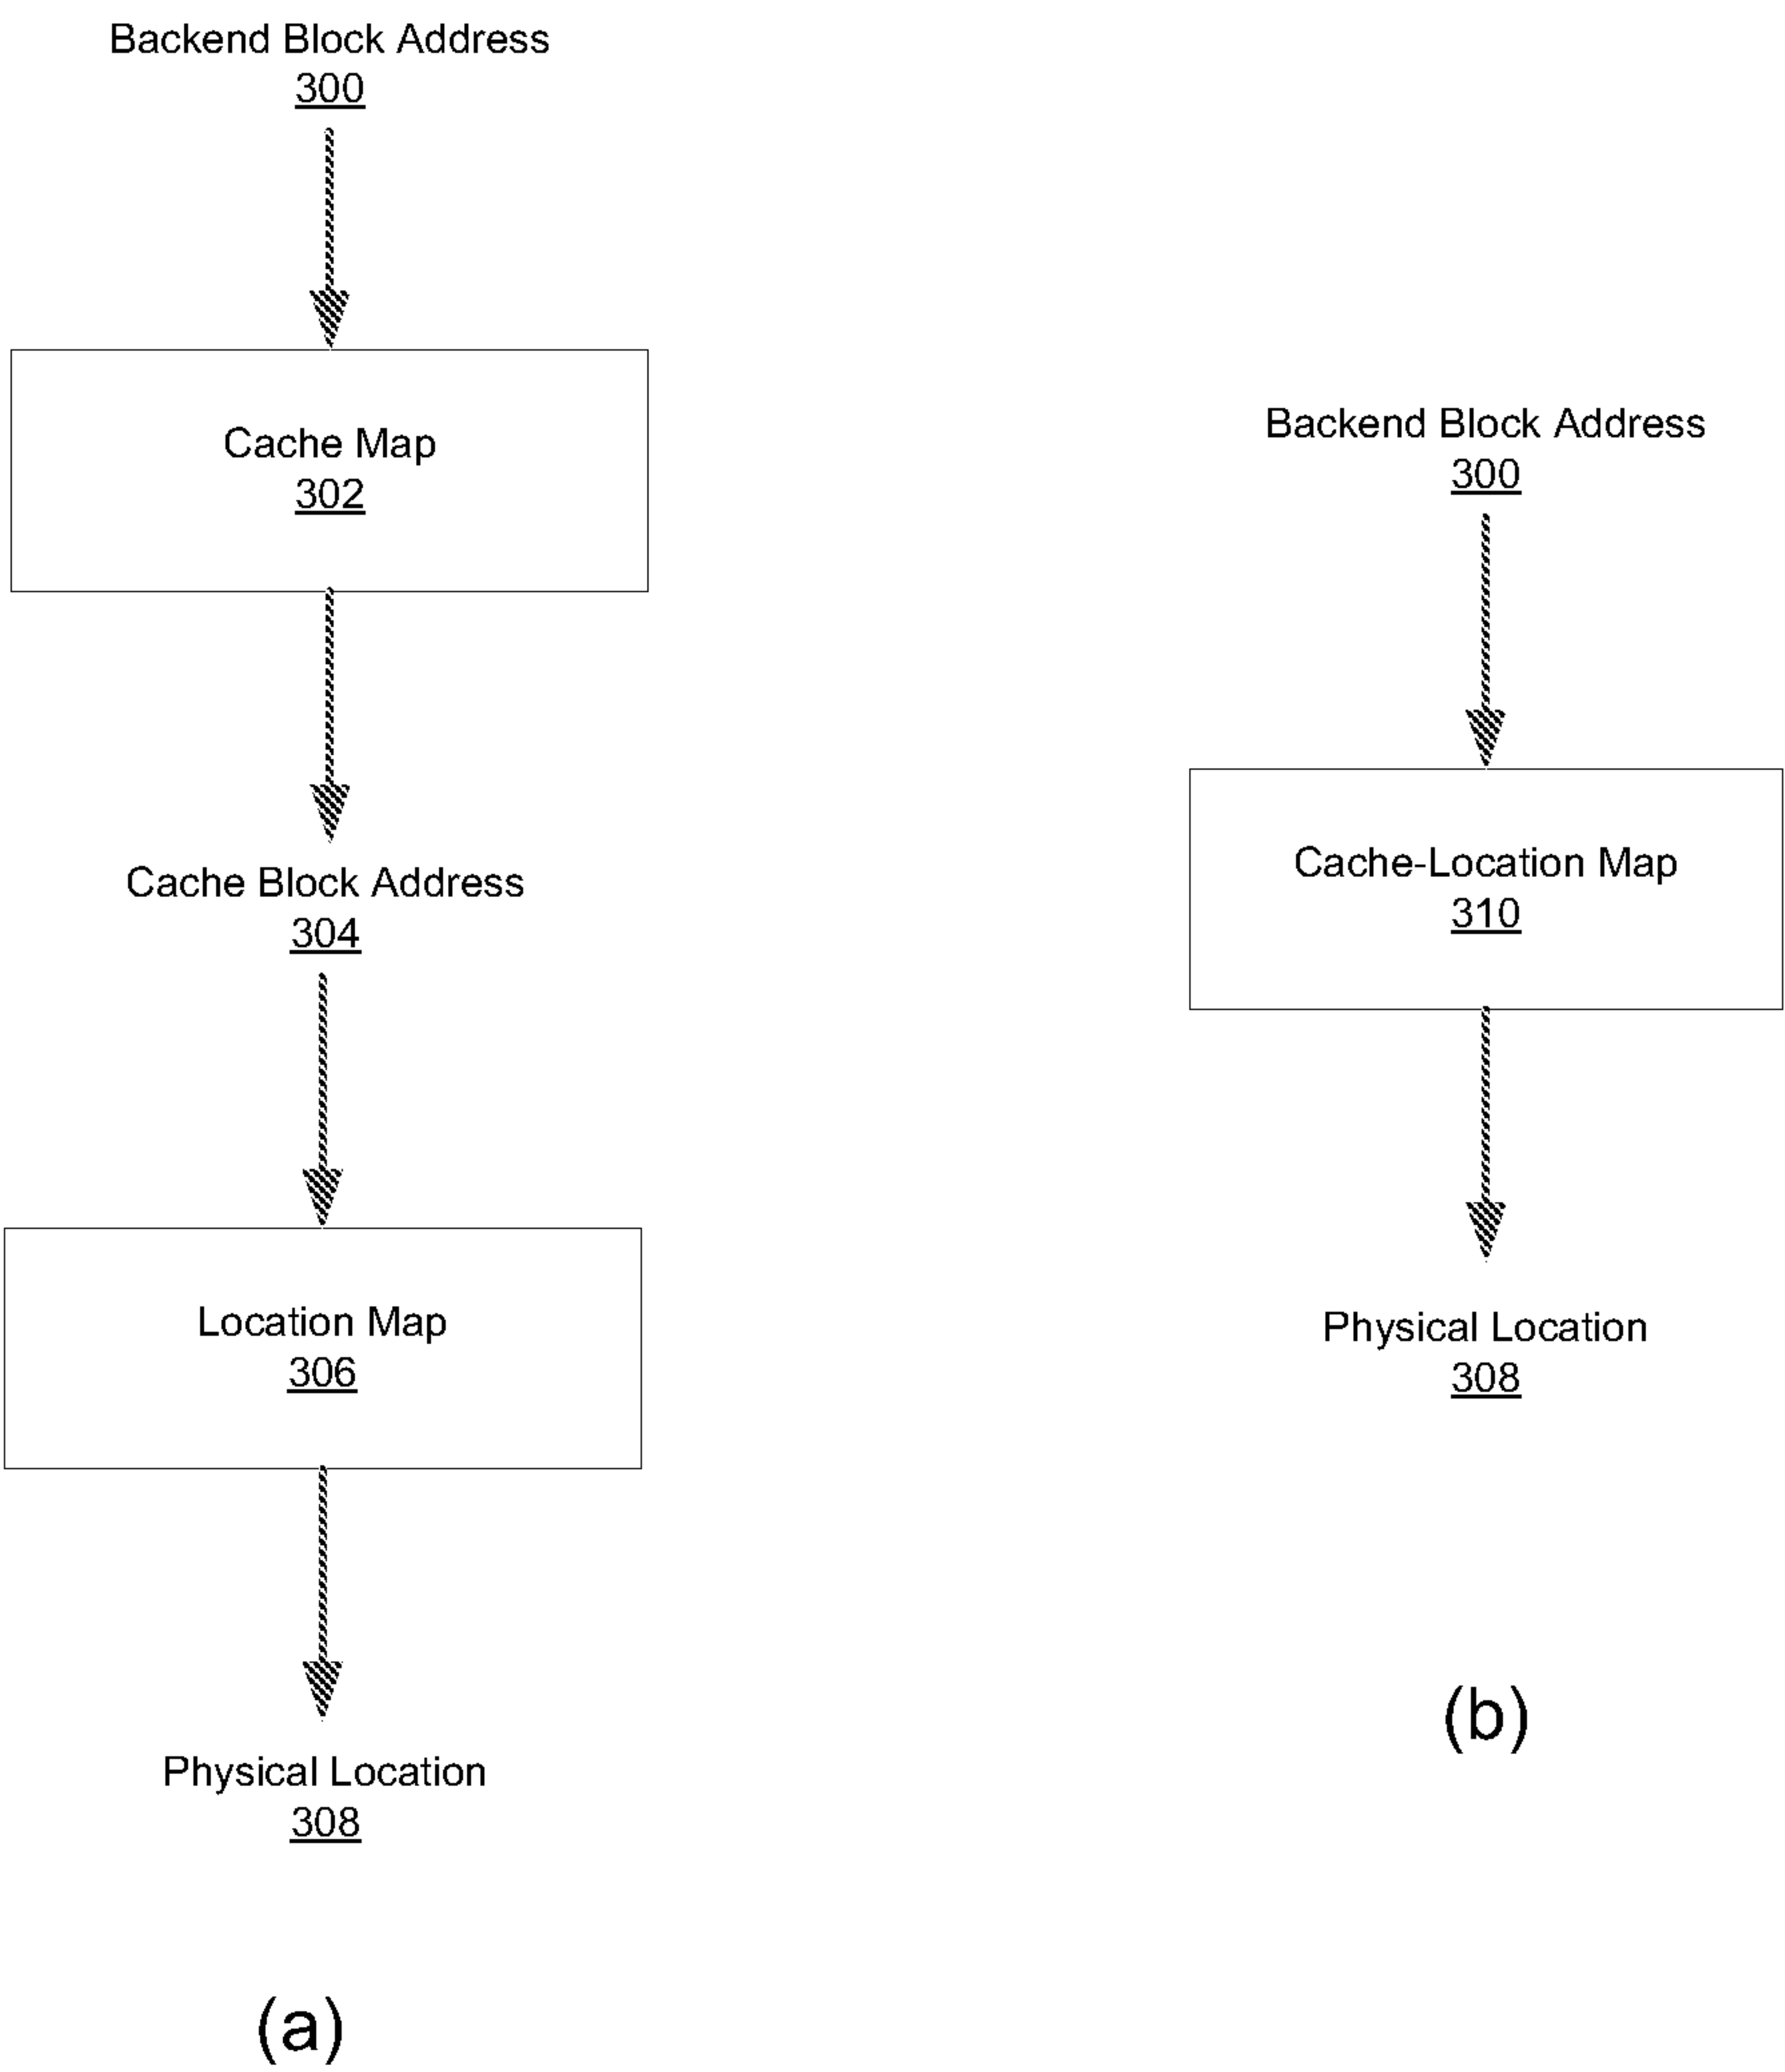 Backend Block Address
300
Cache Map
302
Cache Block Address
304
Location Map
306
Physical Location
308
(a)
Backend Block Address
300
Cache-Location Map
310
Physical Location
308
(b)